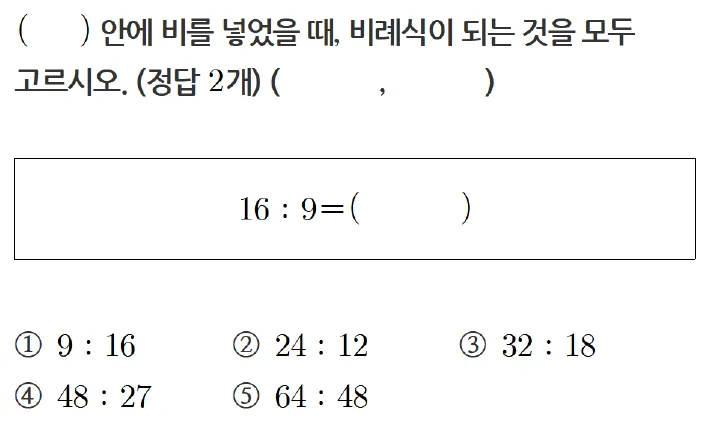 (      ) 안에 비를 넣었을 때, 비례식이 되는 것을 모두
고르시오. (정답 2개) (      ,      )
16 : 9=(      )
① 9 : 16 ② 24 : 12 ③ 32 : 18
④ 48 : 27 ⑤ 64 : 48